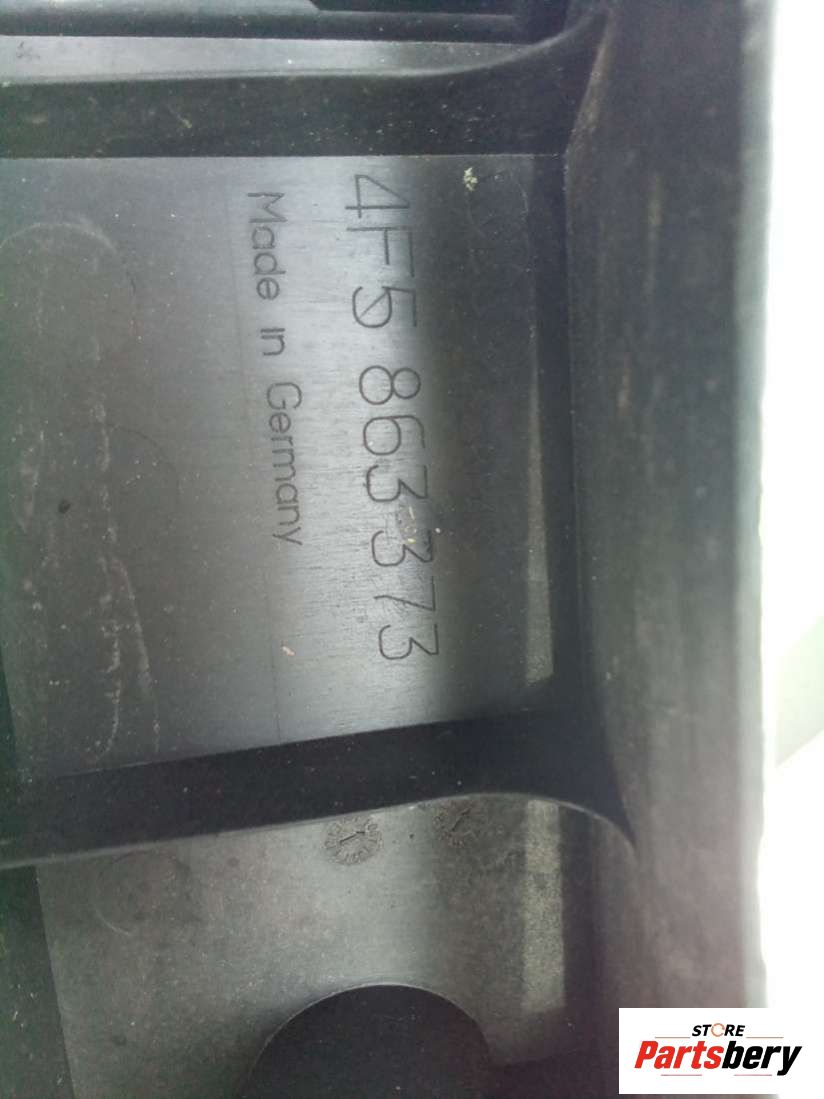 4F5 863 373
Made in Germany
STORE
Partsbery